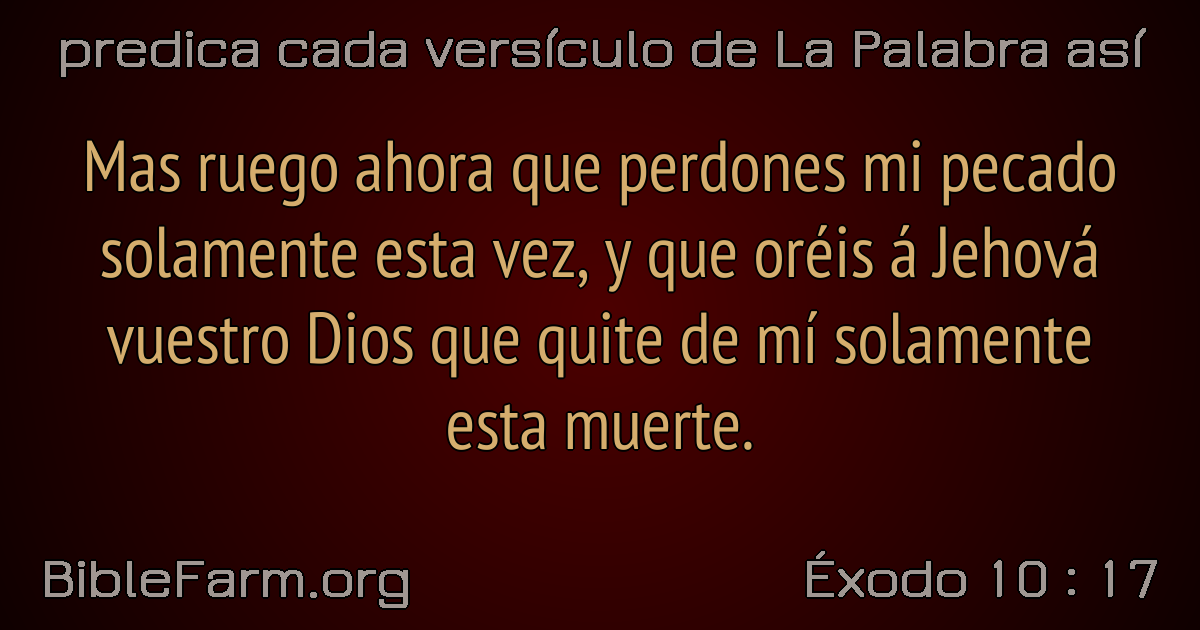 predica cada versículo de La Palabra así
Mas ruego ahora que perdones mi pecado
solamente esta vez, y que oréis á Jehová
vuestro Dios que quite de mí solamente
esta muerte.
BibleFarm.org
Éxodo 10 : 17